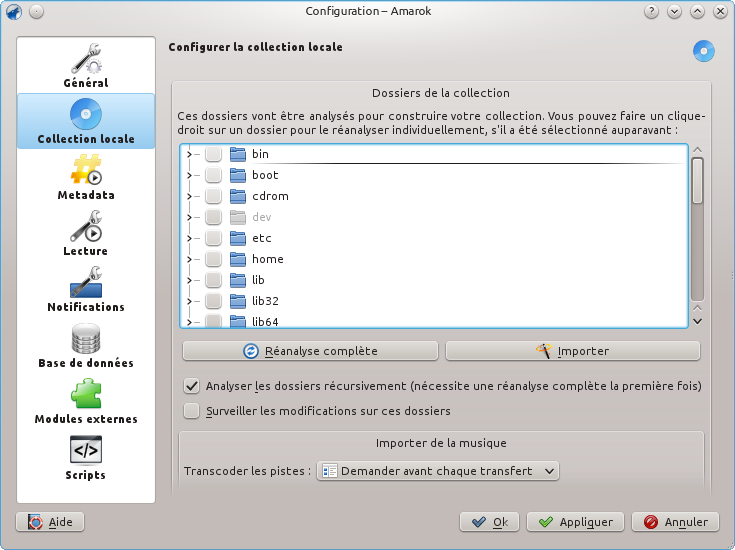 Configuration – Amarok
Général
Collection locale
Metadata
Lecture
Notifications
Base de données
Modules externes
Scripts
Configurer la collection locale
Dossiers de la collection
Ces dossiers vont être analysés pour construire votre collection. Vous pouvez faire un clique-
droit sur un dossier pour le réanalyser individuellement, s'il a été sélectionné auparavant :
bin
boot
cdrom
dev
etc
home
lib
lib32
lib64
Réanalyse complète
Importer
Analyser les dossiers récursivement (nécessite une réanalyse complète la première fois)
Surveiller les modifications sur ces dossiers
Importer de la musique
Transcoder les pistes : Demander avant chaque transfert
Aide
Ok
Appliquer
Annuler